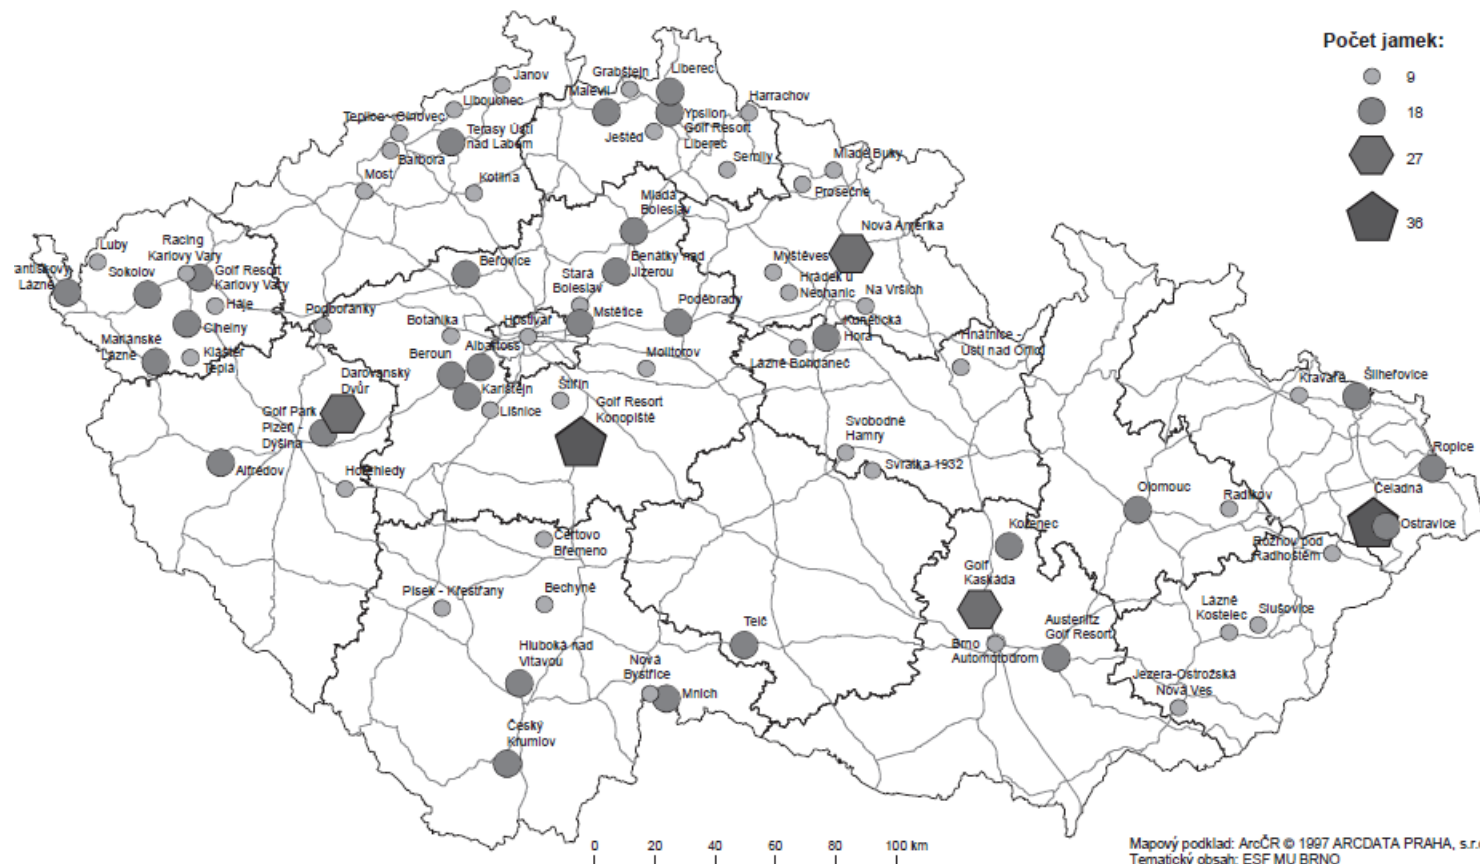 Počet jamek:
9
18
27
36
Janov
Grabštejn
Liberec
Malevil
Libouchec
Harrachov
Teplice - Cínovec
Terasy Ústí
nad Labem
Ypsilon
Golf Resort
Liberec
Ještěd
Barbora
Semily
Mladé Buky
Most
Kotlina
Prosečné
Mladá
Boleslav
Nová Amerika
Luby
Racing
Karlovy Vary
antiškovy
Lázně
Sokolov
Golf Resort
Karlovy Vary
Beřovice
Benátky nad
Jizerou
Mýštěves
Hrádek u
Nechanic
Stará
Boleslav
Na Vrších
Háje
Podbořánky
Cihelny
Botanika
Hostivař
Mstětice
Poděbrady
Kunětická
Hora
Hnátnice -
Ústí nad Orlicí
Mariánské
Lázně
Klášter
Teplá
Beroun
Albatross
Molitorov
Lázně Bohdaneč
Darovanský
Dvůr
Karlštejn
Štiřín
Kravaře
Šilheřovice
Golf Park
Plzeň -
Dýšina
Lišnice
Golf Resort
Konopiště
Svobodné
Hamry
Alfrédov
Svratka 1932
Ropice
Hořehledy
Olomouc
Radíkov
Čeladná
Ostravice
Kořenec
Čertovo
Břemeno
Rožnov pod
Radhoštěm
Golf
Kaskáda
Písek - Křešťany
Bechyně
Lázně
Kostelec
Slušovice
Telč
Austerlitz
Golf Resort
Hluboká nad
Vltavou
Nová
Bystřice
Brno
Automotodrom
Mnich
Jezera-Ostrožská
Nová Ves
Český
Krumlov
0 20 40 60 80 100 km
Mapový podklad: ArcČR © 1997 ARCDATA PRAHA, s.r.
Tematický obsah: ESF MU BRNO